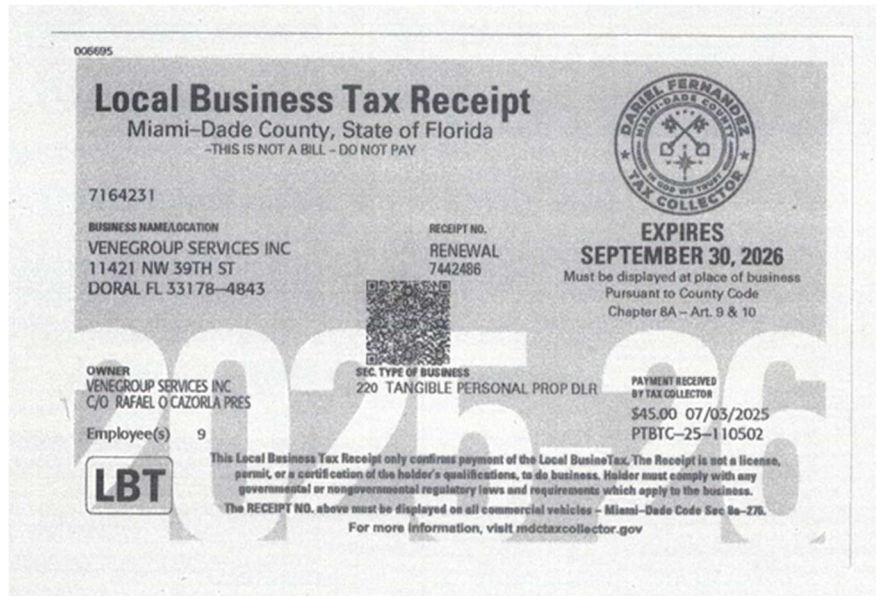 006695
Local Business Tax Receipt
Miami–Dade County, State of Florida
-THIS IS NOT A BILL - DO NOT PAY
DARIEL FERNANDEZ
MIAMI-DADE COUNTY
IN GOD WE TRUST
TAX COLLECTOR
7164231
BUSINESS NAME/LOCATION
VENEGROUP SERVICES INC
11421 NW 39TH ST
DORAL FL 33178-4843
RECEIPT NO.
RENEWAL
7442486
EXPIRES
SEPTEMBER 30, 2026
Must be displayed at place of business
Pursuant to County Code
Chapter 8A – Art. 9 & 10
2025-26
OWNER
VENEGROUP SERVICES INC
C/O RAFAEL O CAZORLA PRES
Employee(s) 9
SEC. TYPE OF BUSINESS
220 TANGIBLE PERSONAL PROP DLR
PAYMENT RECEIVED
BY TAX COLLECTOR
$45.00 07/03/2025
PTBTC-25-110502
LBT
This Local Business Tax Receipt only confirms payment of the Local BusineTax. The Receipt is not a license,
permit, or a certification of the holder's qualifications, to do business. Holder must comply with any
governmental or nongovernmental regulatory laws and requirements which apply to the business.
The RECEIPT NO. above must be displayed on all commercial vehicles – Miami–Dade Code Sec 8a–276.
For more information, visit mdctaxcollector.gov